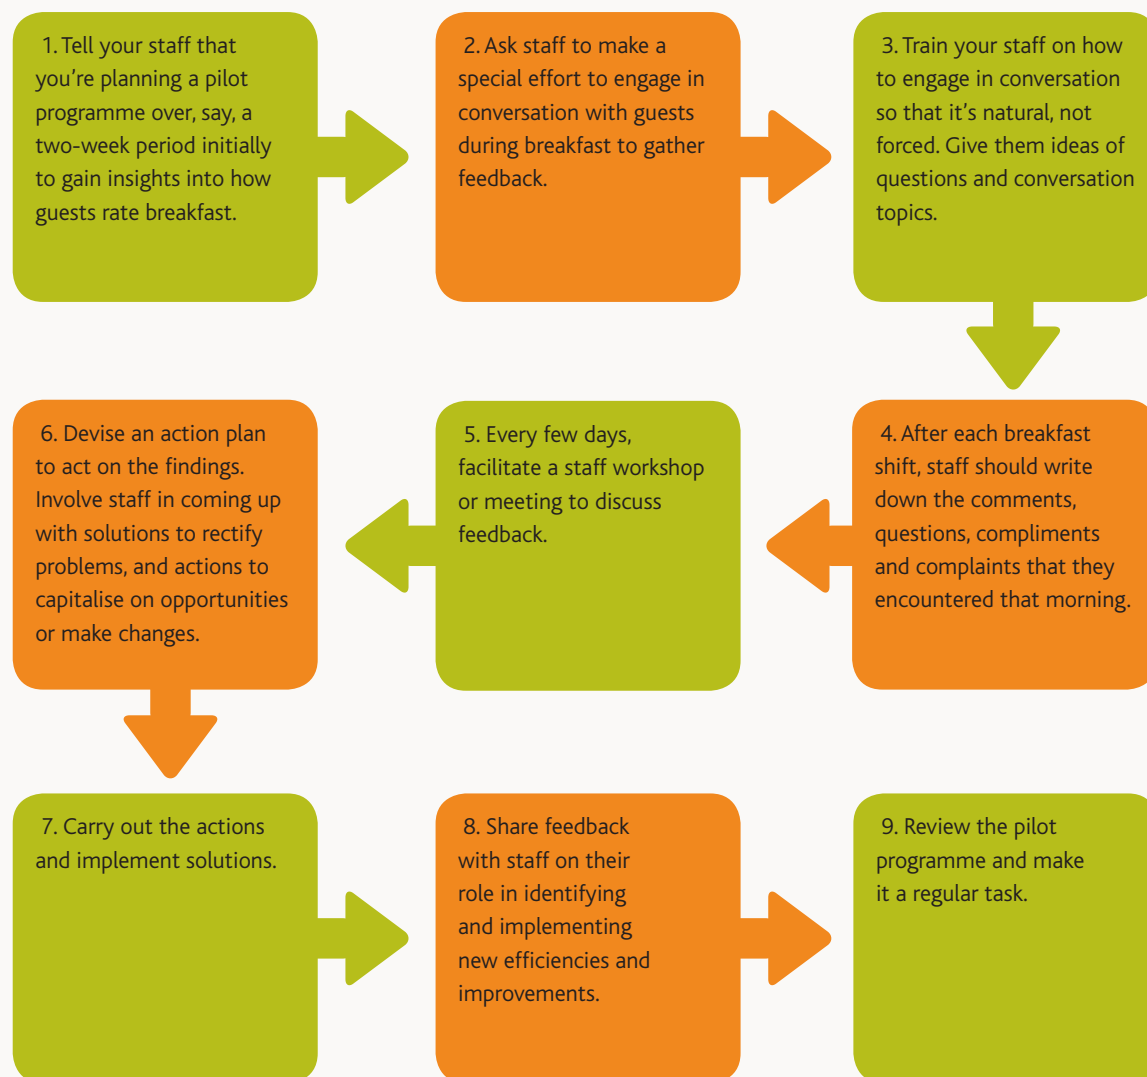 1. Tell your staff that
you're planning a pilot
programme over, say, a
two-week period initially
to gain insights into how
guests rate breakfast.
2. Ask staff to make a
special effort to engage in
conversation with guests
during breakfast to gather
feedback.
3. Train your staff on how
to engage in conversation
so that it's natural, not
forced. Give them ideas of
questions and conversation
topics.
4. After each breakfast
shift, staff should write
down the comments,
questions, compliments
and complaints that they
encountered that morning.
5. Every few days,
facilitate a staff workshop
or meeting to discuss
feedback.
6. Devise an action plan
to act on the findings.
Involve staff in coming up
with solutions to rectify
problems, and actions to
capitalise on opportunities
or make changes.
7. Carry out the actions
and implement solutions.
8. Share feedback
with staff on their
role in identifying
and implementing
new efficiencies and
improvements.
9. Review the pilot
programme and make
it a regular task.